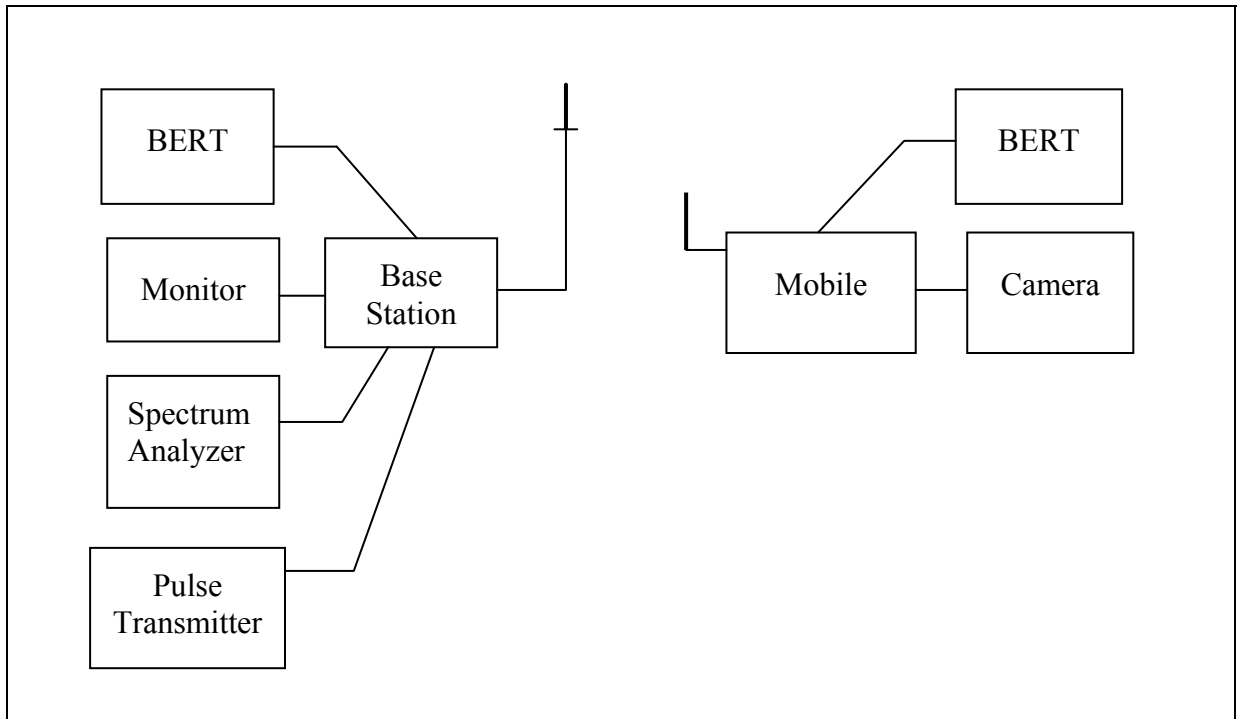 BERT
Monitor
Base
Station
Spectrum
Analyzer
Pulse
Transmitter
BERT
Mobile
Camera